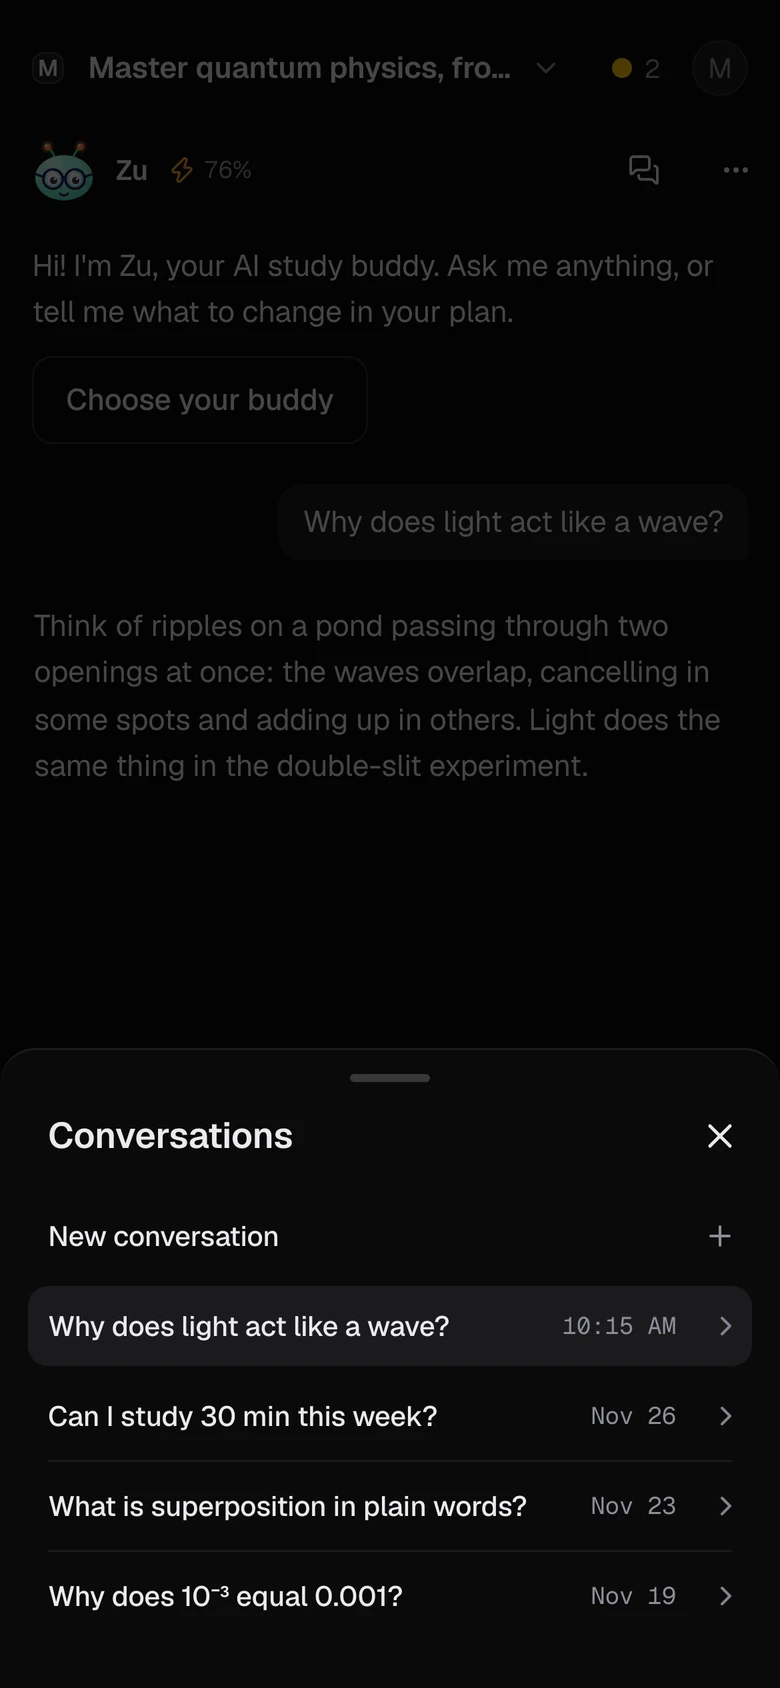 M Master quantum physics, fro... 2 M
Zu 76%
Hi! I'm Zu, your AI study buddy. Ask me anything, or
tell me what to change in your plan.
Choose your buddy
Why does light act like a wave?
Think of ripples on a pond passing through two
openings at once: the waves overlap, cancelling in
some spots and adding up in others. Light does the
same thing in the double-slit experiment.
Conversations
New conversation
Why does light act like a wave? 10:15 AM
Can I study 30 min this week? Nov 26
What is superposition in plain words? Nov 23
Why does 10⁻³ equal 0.001? Nov 19